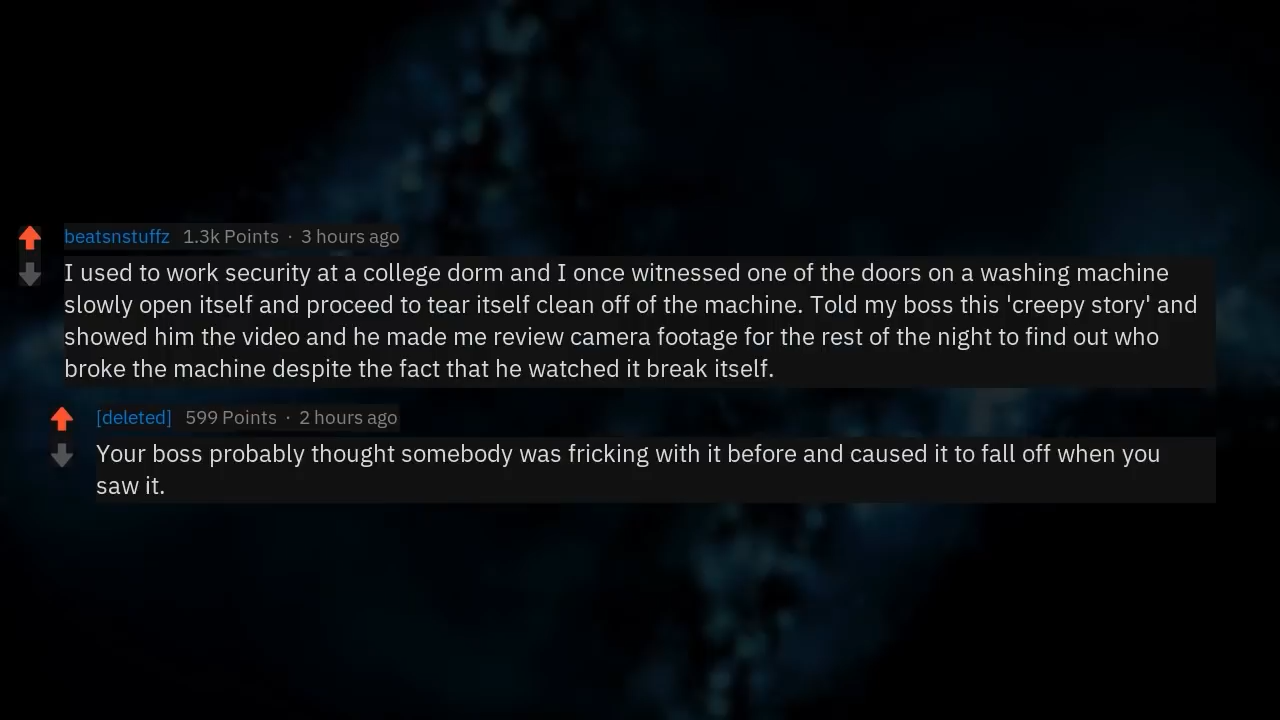 beatsnstuffz 1.3k Points · 3 hours ago
I used to work security at a college dorm and I once witnessed one of the doors on a washing machine
slowly open itself and proceed to tear itself clean off of the machine. Told my boss this 'creepy story' and
showed him the video and he made me review camera footage for the rest of the night to find out who
broke the machine despite the fact that he watched it break itself.
[deleted] 599 Points · 2 hours ago
Your boss probably thought somebody was fricking with it before and caused it to fall off when you
saw it.